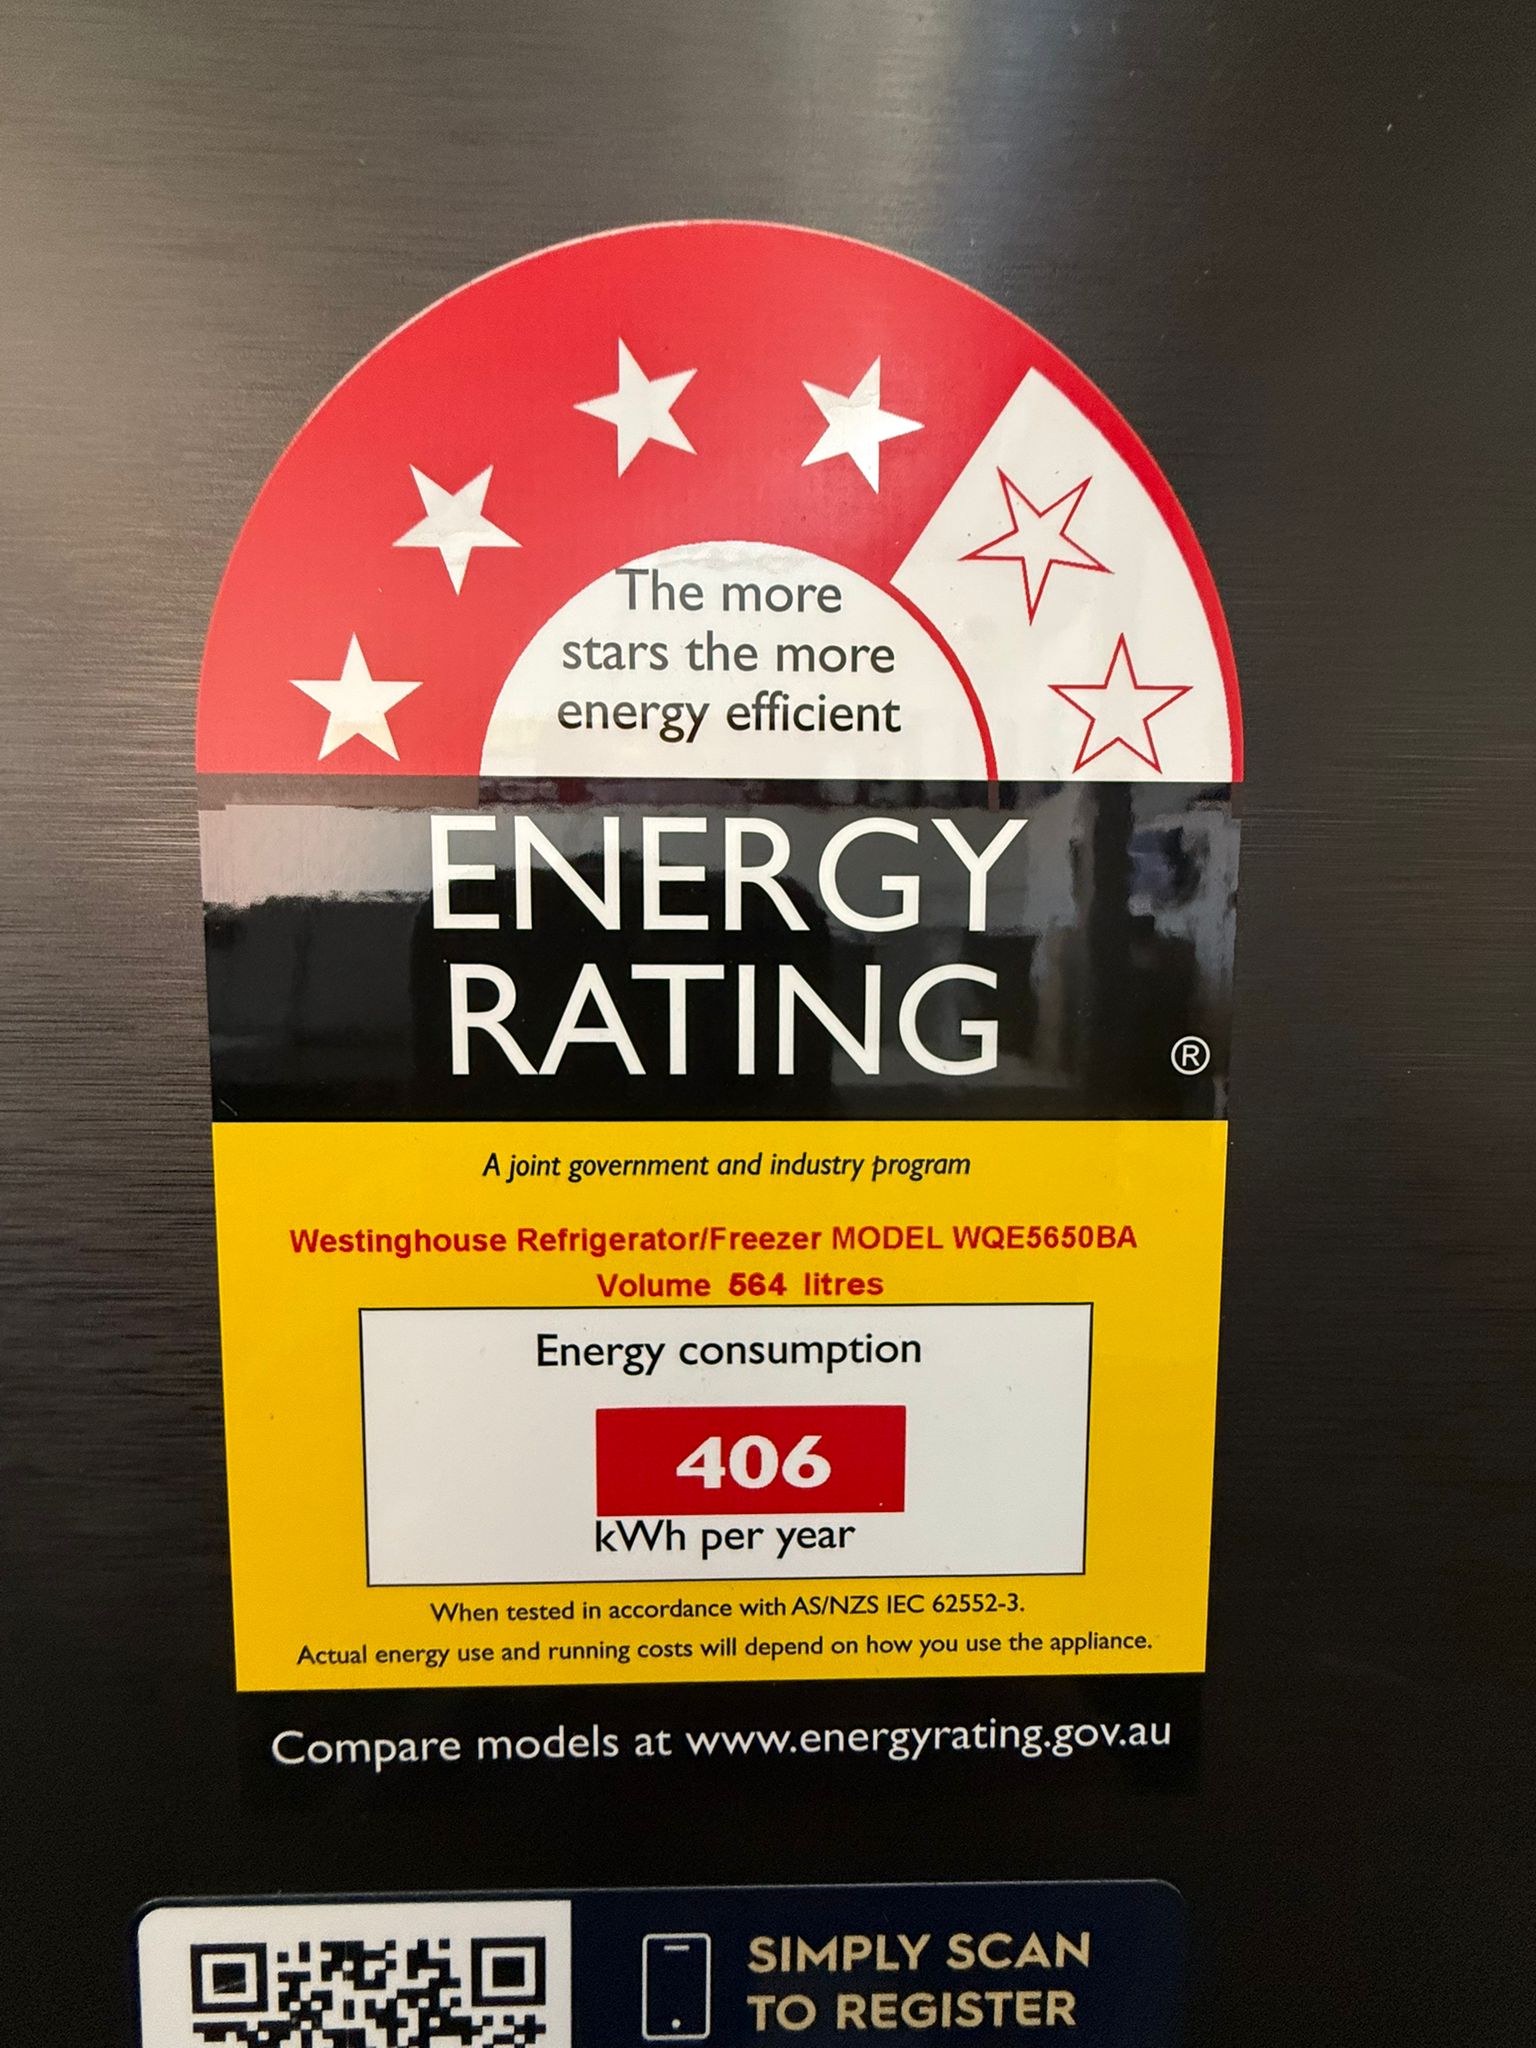 The more
stars the more
energy efficient
ENERGY
RATING
®
A joint government and industry program
Westinghouse Refrigerator/Freezer MODEL WQE5650BA
Volume 564 litres
Energy consumption
406
kWh per year
When tested in accordance with AS/NZS IEC 62552-3.
Actual energy use and running costs will depend on how you use the appliance.
Compare models at www.energyrating.gov.au
SIMPLY SCAN
TO REGISTER